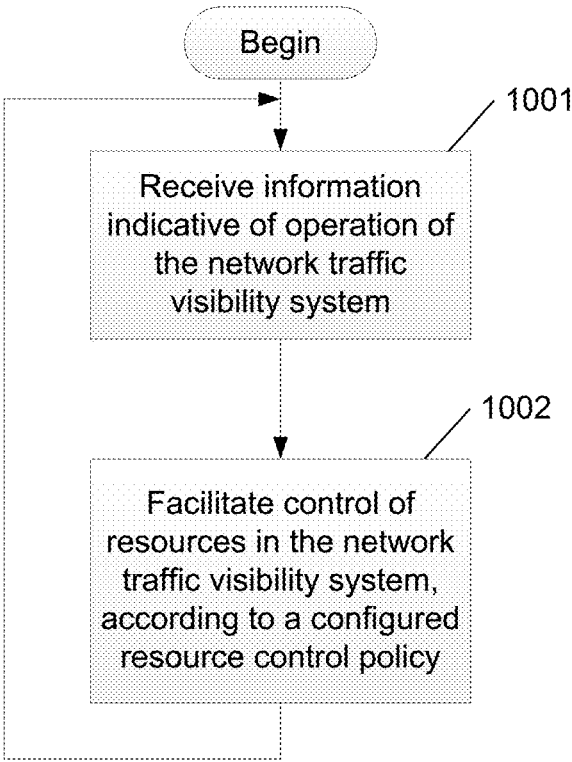 Begin
1001
Receive information
indicative of operation of
the network traffic
visibility system
1002
Facilitate control of
resources in the network
traffic visibility system,
according to a configured
resource control policy